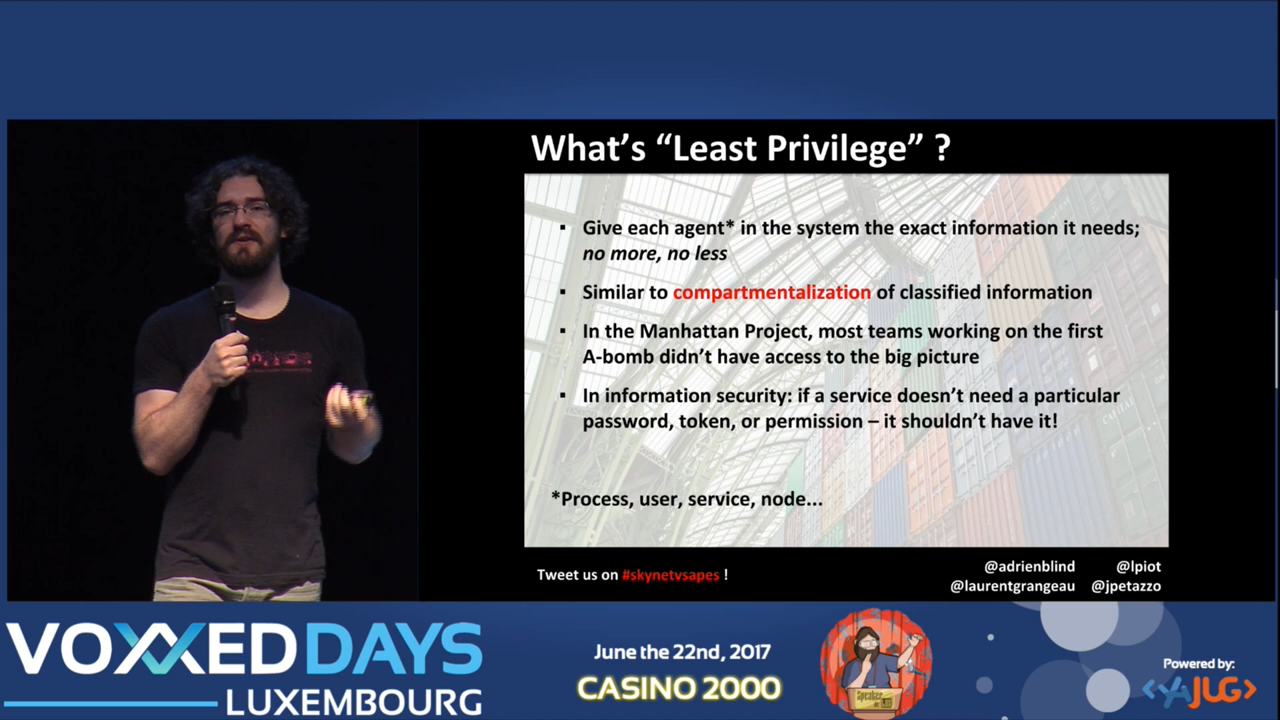 What's “Least Privilege” ?
▪ Give each agent* in the system the exact information it needs;
no more, no less
▪ Similar to compartmentalization of classified information
▪ In the Manhattan Project, most teams working on the first
A-bomb didn't have access to the big picture
▪ In information security: if a service doesn't need a particular
password, token, or permission – it shouldn't have it!
*Process, user, service, node...
Tweet us on #skynetvsapes !
@adrienblind @lpiot
@laurentgrangeau @jpetazzo
VOXXED DAYS
LUXEMBOURG
June the 22nd, 2017
CASINO 2000
Speaker
Powered by:
<YAJUG>